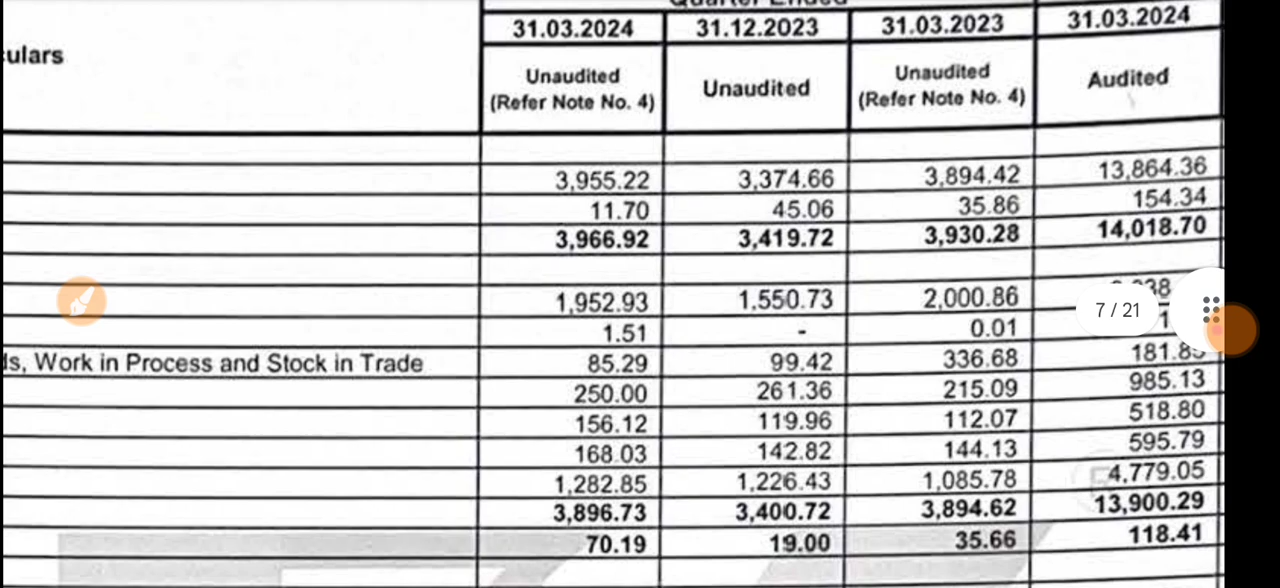 31.03.2024 31.12.2023 31.03.2023 31.03.2024
culars
Unaudited (Refer Note No. 4) Unaudited Unaudited (Refer Note No. 4) Audited
3,955.22 3,374.66 3,894.42 13,864.36
11.70 45.06 35.86 154.34
3,966.92 3,419.72 3,930.28 14,018.70
1,952.93 1,550.73 2,000.86
7 / 21
1.51 - 0.01
ds, Work in Process and Stock in Trade 85.29 99.42 336.68 181.85
250.00 261.36 215.09 985.13
156.12 119.96 112.07 518.80
168.03 142.82 144.13 595.79
1,282.85 1,226.43 1,085.78 4,779.05
3,896.73 3,400.72 3,894.62 13,900.29
70.19 19.00 35.66 118.41